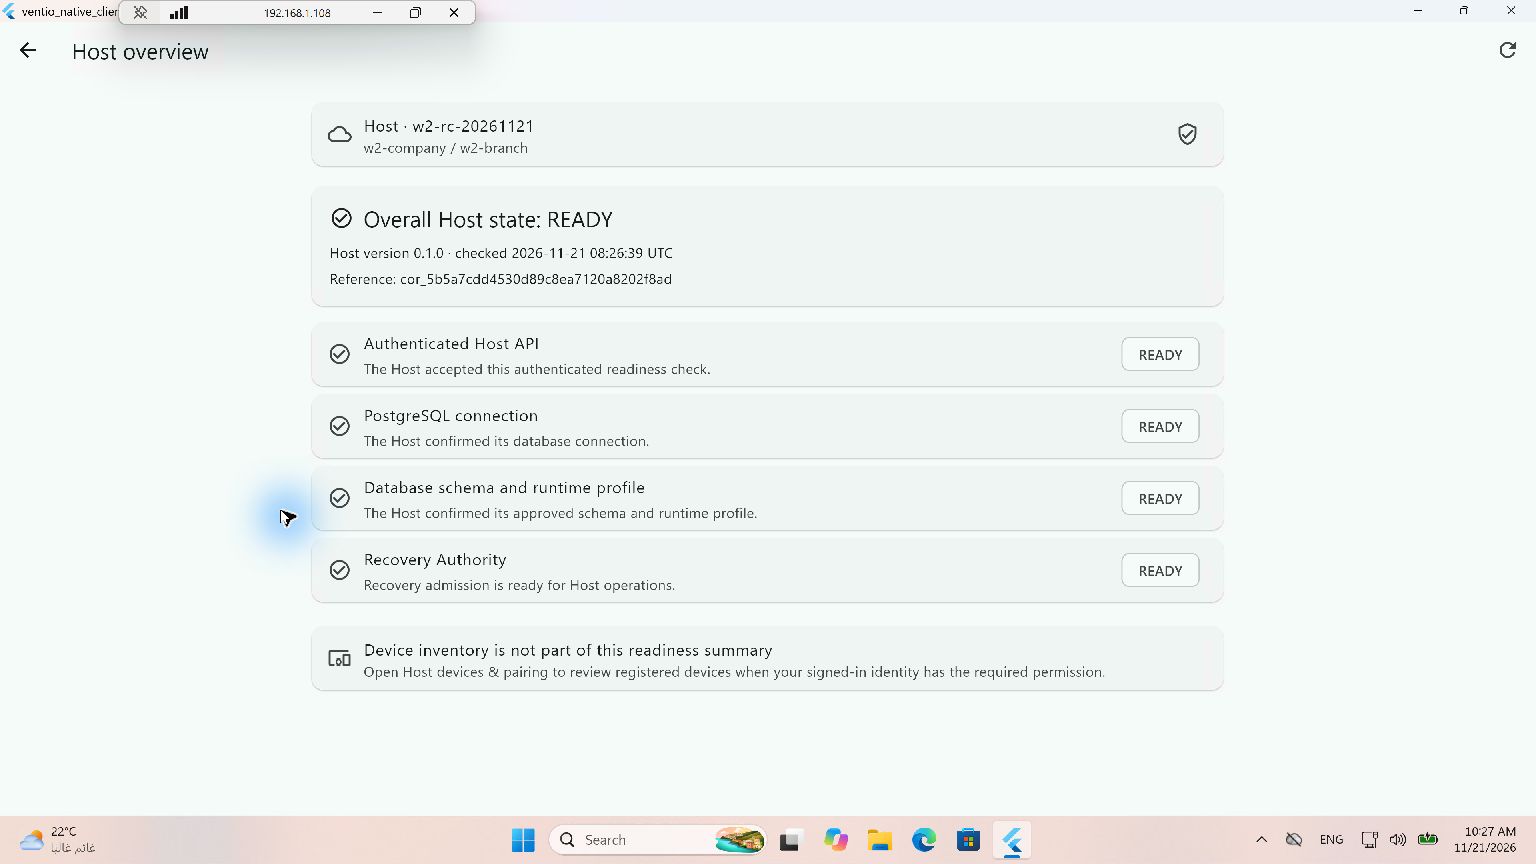 ventio_native_clien
192.168.1.108
Host overview
Host · w2-rc-20261121
w2-company / w2-branch
Overall Host state: READY
Host version 0.1.0 · checked 2026-11-21 08:26:39 UTC
Reference: cor_5b5a7cdd4530d89c8ea7120a8202f8ad
Authenticated Host API
The Host accepted this authenticated readiness check.
READY
PostgreSQL connection
The Host confirmed its database connection.
READY
Database schema and runtime profile
The Host confirmed its approved schema and runtime profile.
READY
Recovery Authority
Recovery admission is ready for Host operations.
READY
Device inventory is not part of this readiness summary
Open Host devices & pairing to review registered devices when your signed-in identity has the required permission.
22°C
غائم غالبا
Search
ENG
10:27 AM
11/21/2026